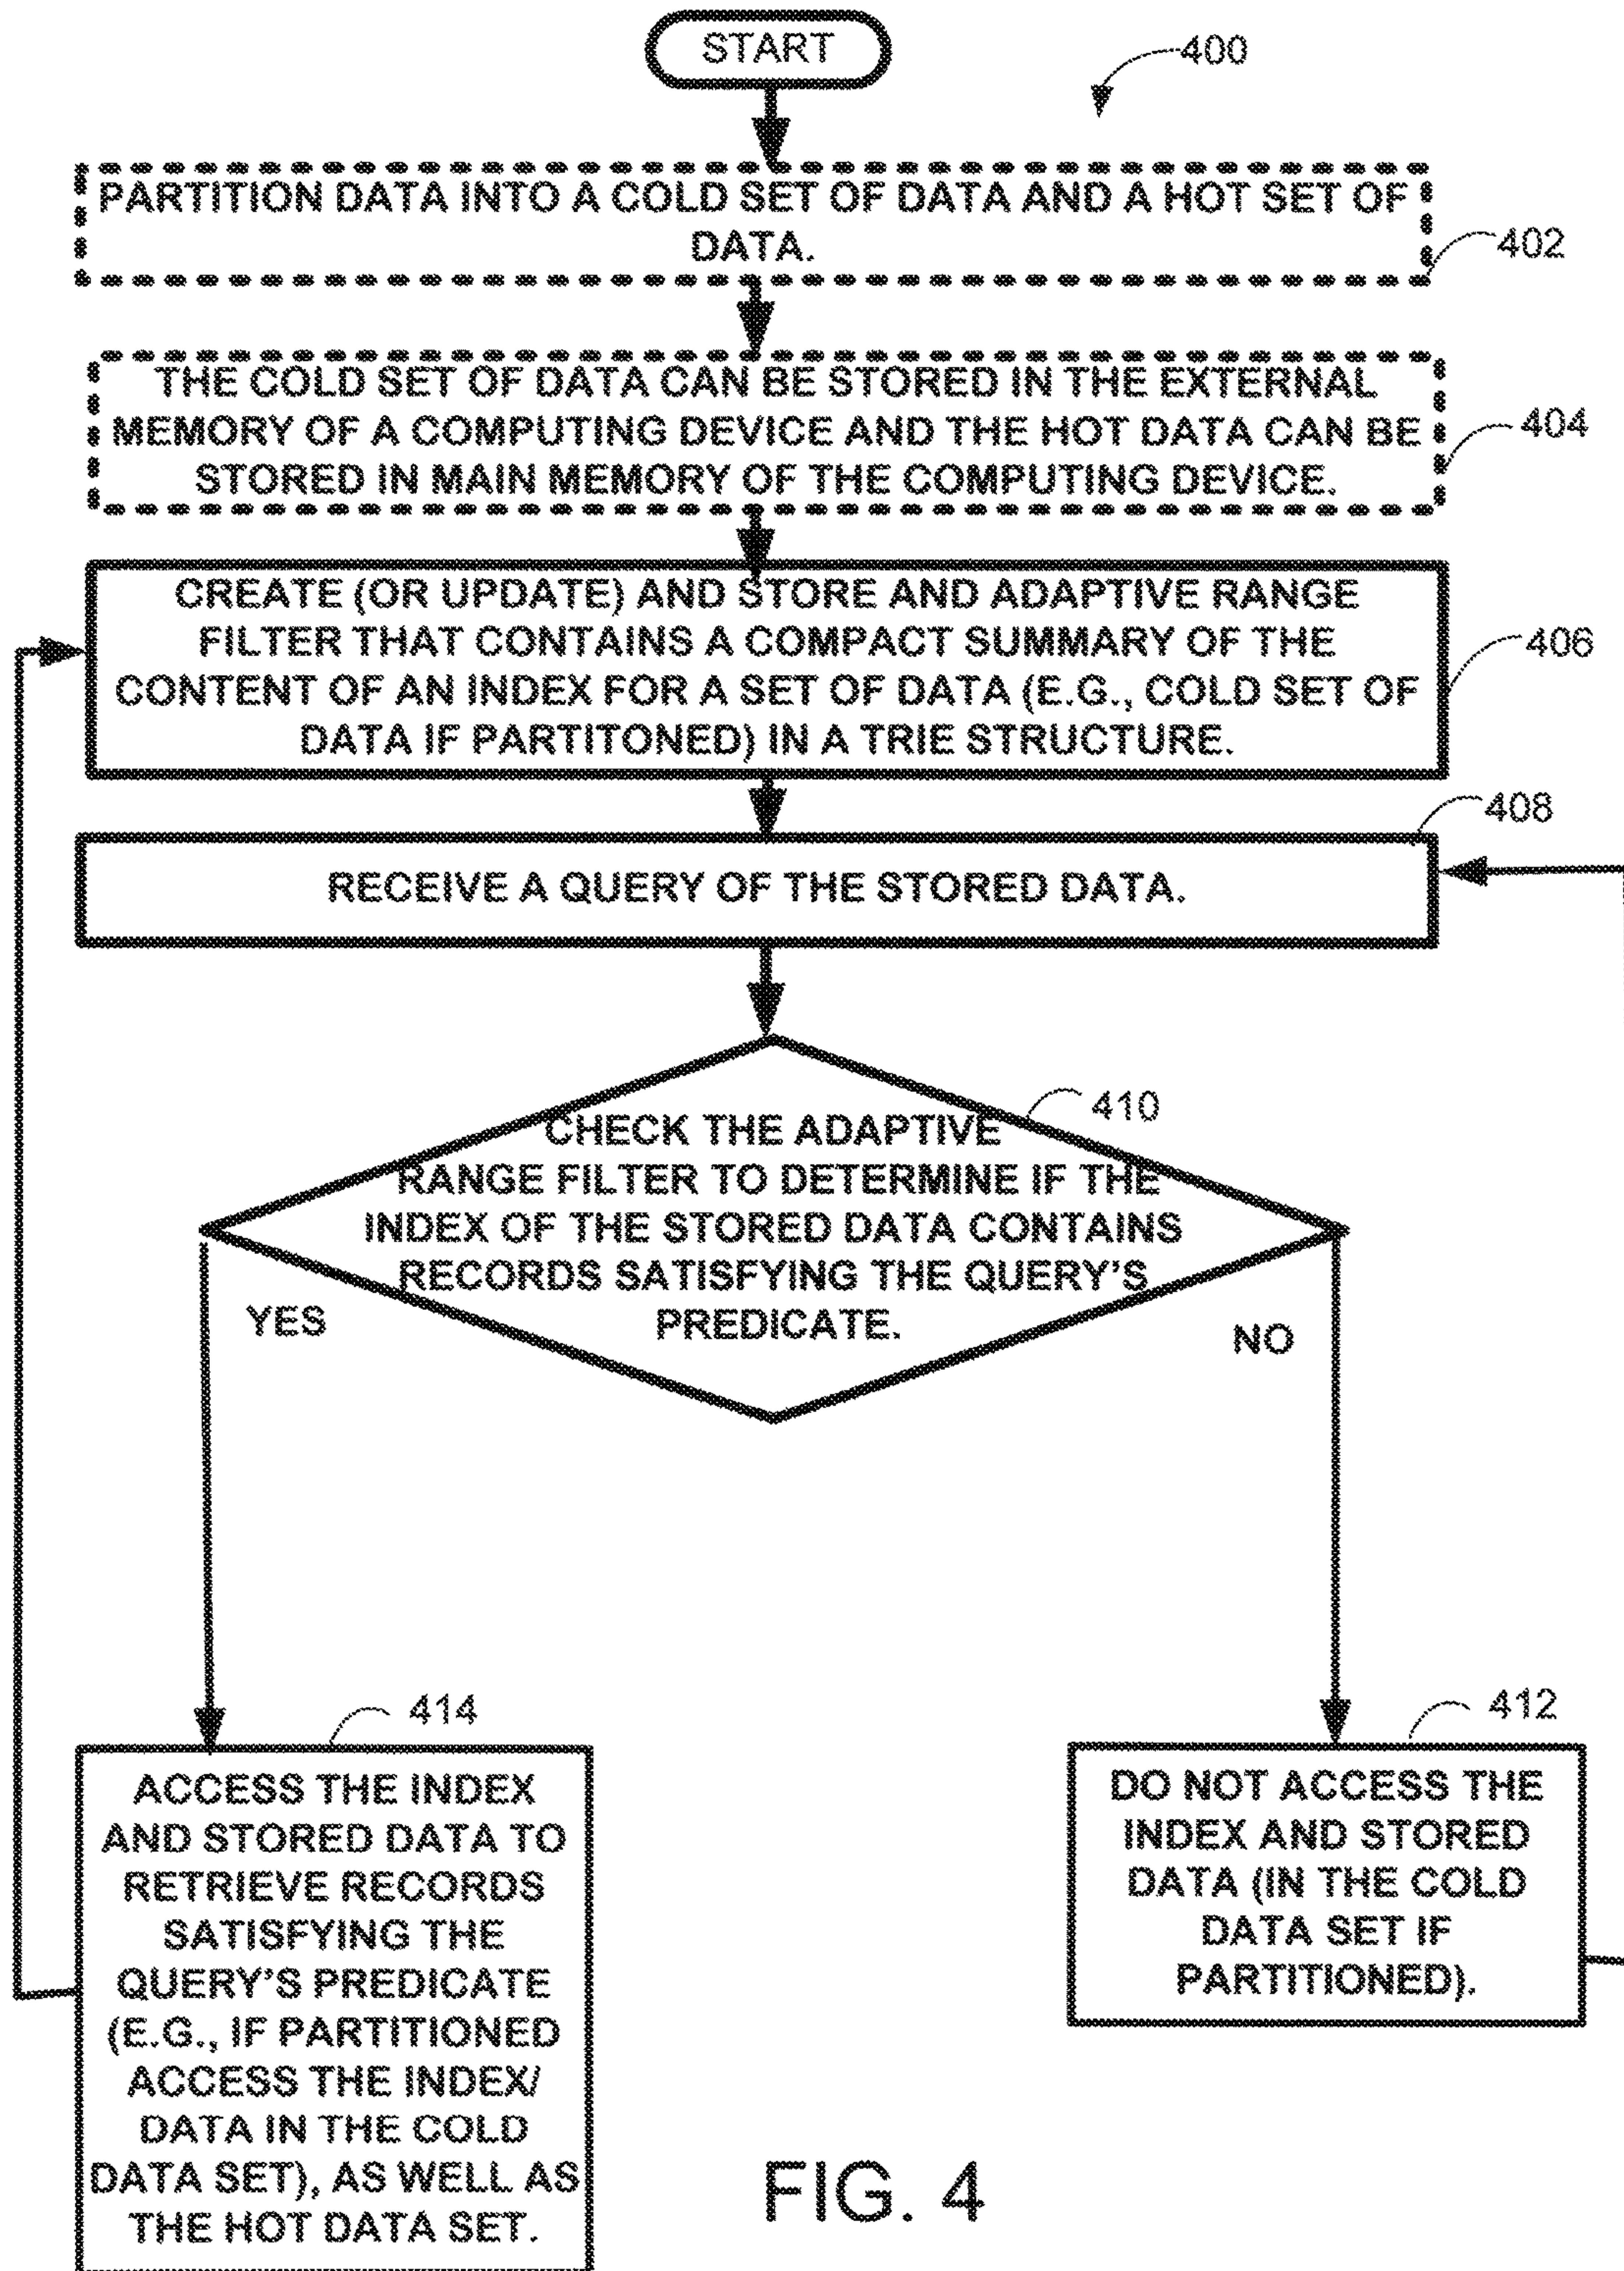 START
400
PARTITION DATA INTO A COLD SET OF DATA AND A HOT SET OF
DATA.
402
THE COLD SET OF DATA CAN BE STORED IN THE EXTERNAL
MEMORY OF A COMPUTING DEVICE AND THE HOT DATA CAN BE
STORED IN MAIN MEMORY OF THE COMPUTING DEVICE.
404
CREATE (OR UPDATE) AND STORE AND ADAPTIVE RANGE
FILTER THAT CONTAINS A COMPACT SUMMARY OF THE
CONTENT OF AN INDEX FOR A SET OF DATA (E.G., COLD SET OF
DATA IF PARTITONED) IN A TRIE STRUCTURE.
406
408
RECEIVE A QUERY OF THE STORED DATA.
410
CHECK THE ADAPTIVE
RANGE FILTER TO DETERMINE IF THE
INDEX OF THE STORED DATA CONTAINS
RECORDS SATISFYING THE QUERY'S
PREDICATE.
YES
NO
414
ACCESS THE INDEX
AND STORED DATA TO
RETRIEVE RECORDS
SATISFYING THE
QUERY'S PREDICATE
(E.G., IF PARTITIONED
ACCESS THE INDEX/
DATA IN THE COLD
DATA SET), AS WELL AS
THE HOT DATA SET.
412
DO NOT ACCESS THE
INDEX AND STORED
DATA (IN THE COLD
DATA SET IF
PARTITIONED).
FIG. 4